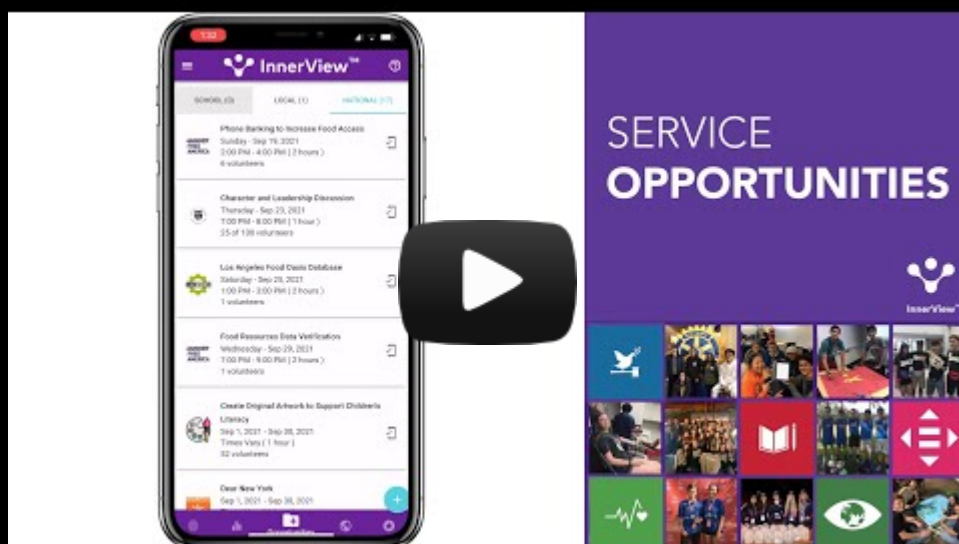 1:32
InnerView™
SCHOOL (0) LOCAL (1) NATIONAL (17)
Phone Banking to Increase Food Access
Sunday - Sep 19, 2021
2:00 PM - 4:00 PM ( 2 hours )
6 volunteers
Character and Leadership Discussion
Thursday - Sep 23, 2021
7:00 PM - 8:00 PM ( 1 hour )
25 of 100 volunteers
Los Angeles Food Oasis Database
Saturday - Sep 25, 2021
1:00 PM - 3:00 PM ( 2 hours )
1 volunteers
Food Resources Data Verification
Wednesday - Sep 29, 2021
7:00 PM - 9:00 PM ( 2 hours )
1 volunteers
Create Original Artwork to Support Children's
Literacy
Sep 1, 2021 - Sep 30, 2021
Times Vary ( 1 hour )
52 volunteers
Dear New York
Sep 1, 2021 - Sep 30, 2021
Opportunities
SERVICE
OPPORTUNITIES
InnerView™